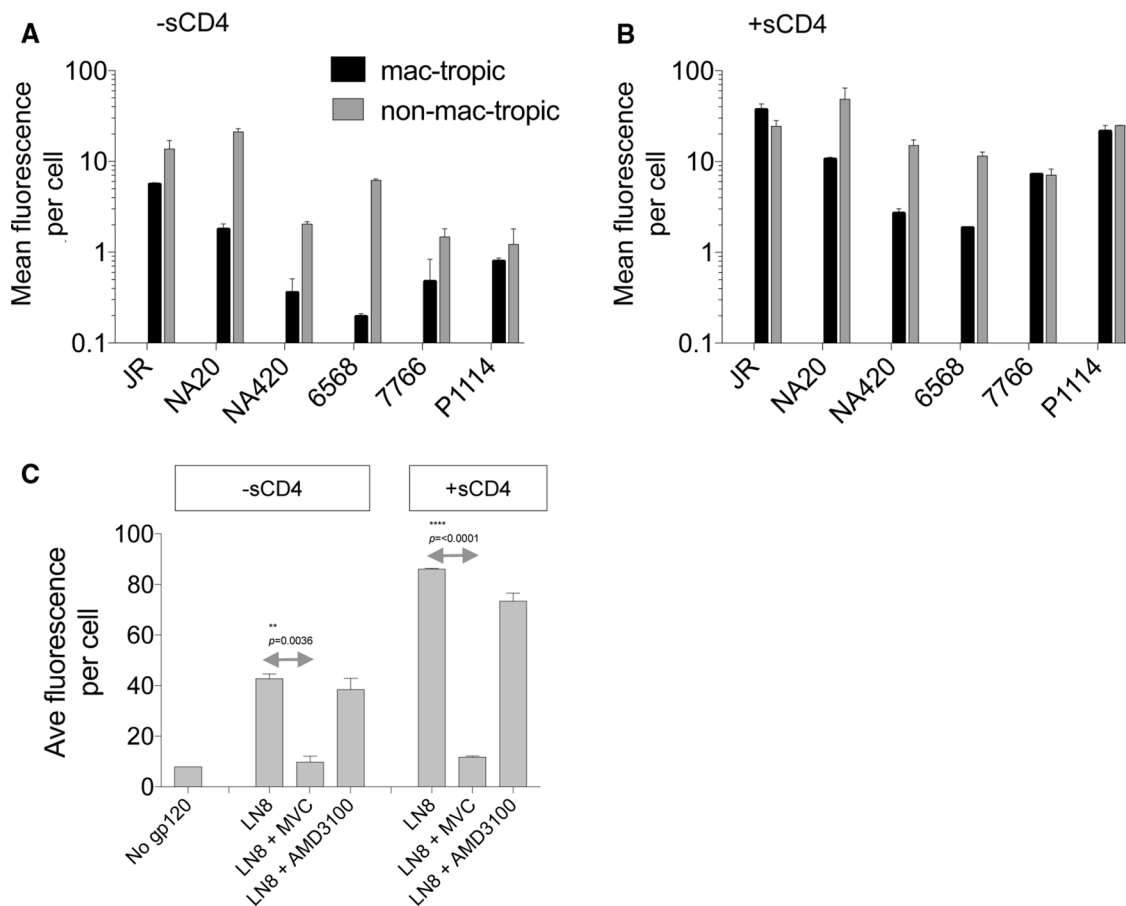 A
-sCD4
mac-tropic
non-mac-tropic
Mean fluorescence
per cell
100
10
1
0.1
JR
NA20
NA420
6568
7766
P1114
B
+sCD4
Mean fluorescence
per cell
100
10
1
0.1
JR
NA20
NA420
6568
7766
P1114
C
-sCD4
+sCD4
Ave fluorescence
per cell
100
80
60
40
20
0
**
p=0.0036
****
p=<0.0001
No gp120
LN8
LN8 + MVC
LN8 + AMD3100
LN8
LN8 + MVC
LN8 + AMD3100